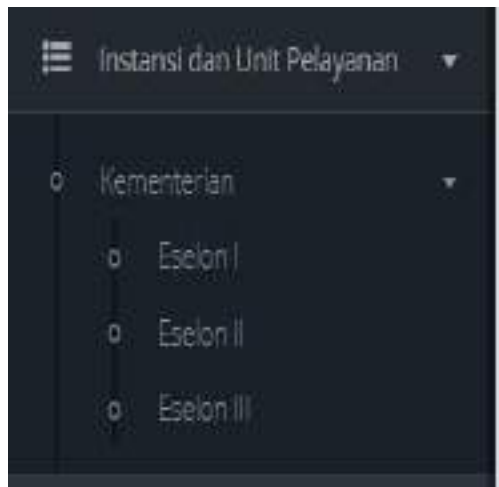 Instansi dan Unit Pelayanan
Kementerian
Eselon I
Eselon II
Eselon III